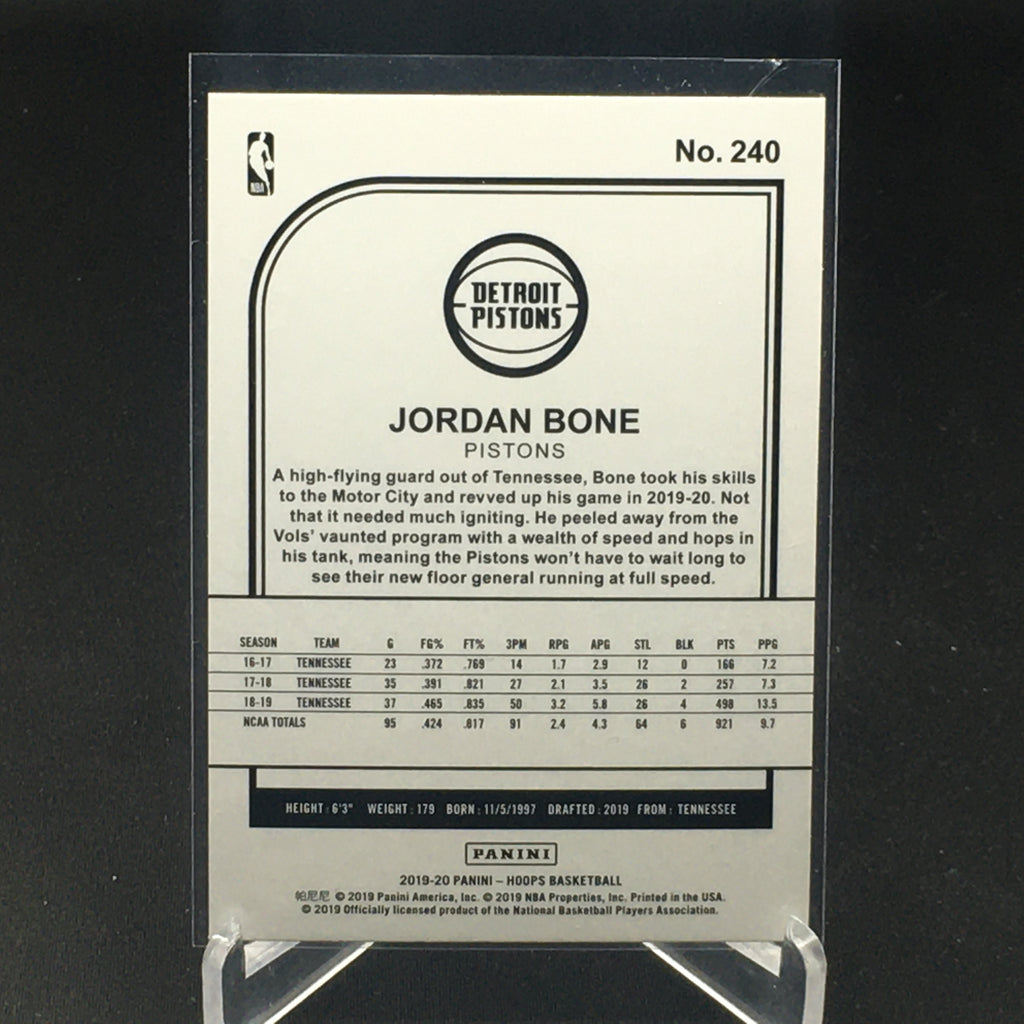 No. 240
NBA
DETROIT
PISTONS
JORDAN BONE
PISTONS
A high-flying guard out of Tennessee, Bone took his skills
to the Motor City and revved up his game in 2019-20. Not
that it needed much igniting. He peeled away from the
Vols' vaunted program with a wealth of speed and hops in
his tank, meaning the Pistons won't have to wait long to
see their new floor general running at full speed.
SEASON TEAM G FG% FT% 3PM RPG APG STL BLK PTS PPG
16-17 TENNESSEE 23 .372 .769 14 1.7 2.9 12 0 166 7.2
17-18 TENNESSEE 35 .391 .821 27 2.1 3.5 26 2 257 7.3
18-19 TENNESSEE 37 .465 .835 50 3.2 5.8 26 4 498 13.5
NCAA TOTALS 95 .424 .817 91 2.4 4.3 64 6 921 9.7
HEIGHT: 6'3" WEIGHT: 179 BORN: 11/5/1997 DRAFTED: 2019 FROM: TENNESSEE
PANINI
2019-20 PANINI – HOOPS BASKETBALL
帕尼尼 © 2019 Panini America, Inc. © 2019 NBA Properties, Inc. Printed in the USA.
© 2019 Officially licensed product of the National Basketball Players Association.